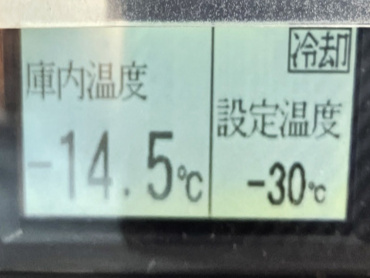 庫内温度
-14.5℃
冷却
設定温度
-30℃